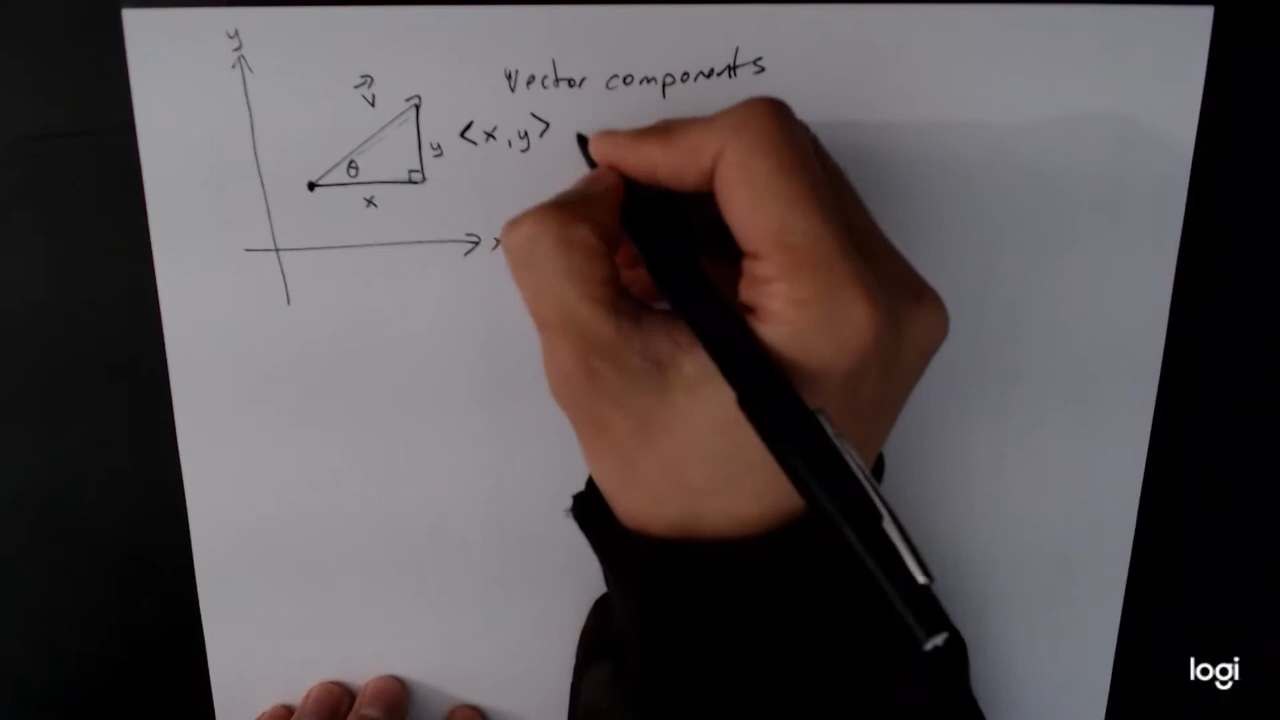 y
Vector components
v⃗
<x, y>
y
θ
x
logi